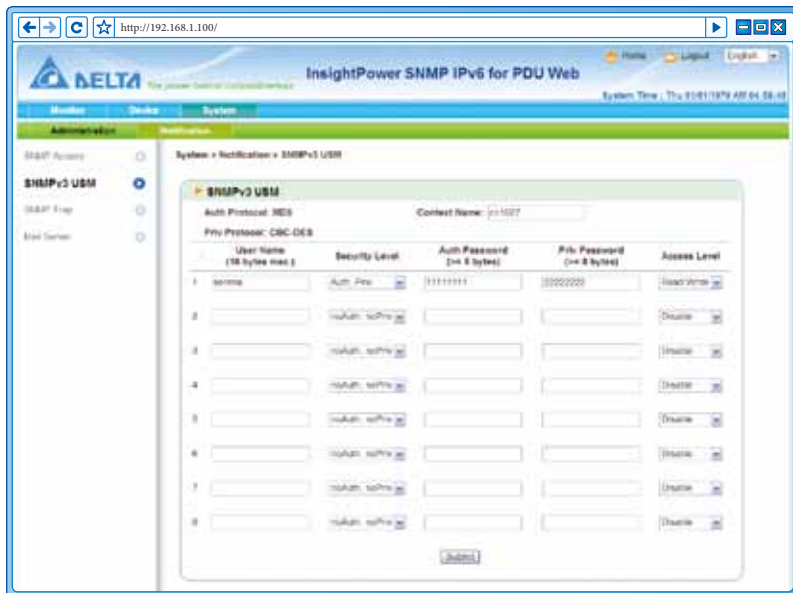 http://192.168.1.100/
Home Logout English
DELTA
The power behind competitiveness
InsightPower SNMP IPv6 for PDU Web
System Time : Thu 01/01/1970 AM
Monitor Device System
Administration Notification
SNMP Access
SNMPv3 USM
SNMP Trap
Mail Server
System » Notification » SNMPv3 USM
SNMPv3 USM
Auth Protocol: MD5 Context Name:
Priv Protocol: CBC-DES
User Name (16 bytes max.) Security Level Auth Password (>= 8 bytes) Priv Password (>= 8 bytes) Access Level
1 Auth, Priv 11111111 22222222 Read/Write
2 noAuth, noPriv Disable
3 noAuth, noPriv Disable
4 noAuth, noPriv Disable
5 noAuth, noPriv Disable
6 noAuth, noPriv Disable
7 noAuth, noPriv Disable
8 noAuth, noPriv Disable
Submit